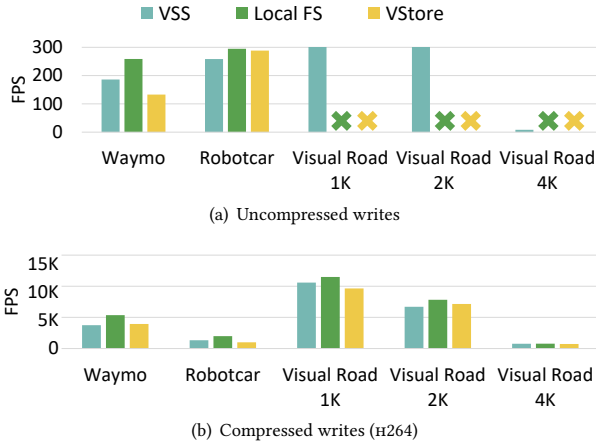 VSS Local FS VStore
300
200
100
0
FPS
Waymo Robotcar Visual Road 1K Visual Road 2K Visual Road 4K
(a) Uncompressed writes
15K
10K
5K
0
FPS
Waymo Robotcar Visual Road 1K Visual Road 2K Visual Road 4K
(b) Compressed writes (H264)